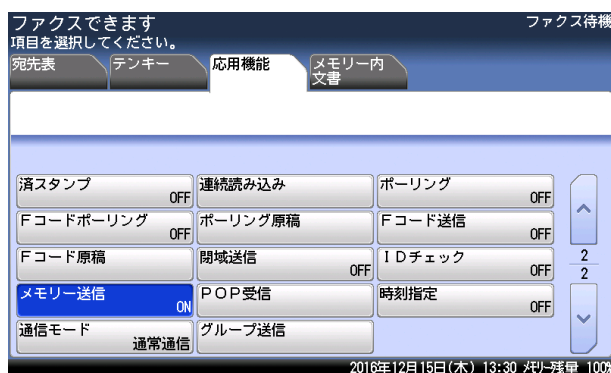 ファクスできます
ファクス待機
項目を選択してください。
宛先表
テンキー
応用機能
メモリー内
文書
済スタンプ
OFF
連続読み込み
ポーリング
OFF
Fコードポーリング
OFF
ポーリング原稿
Fコード送信
OFF
Fコード原稿
閉域送信
OFF
IDチェック
OFF
2
2
メモリー送信
ON
POP受信
時刻指定
OFF
通信モード
通常通信
グループ送信
2016年12月15日(木) 13:30 メモリー残量 100%